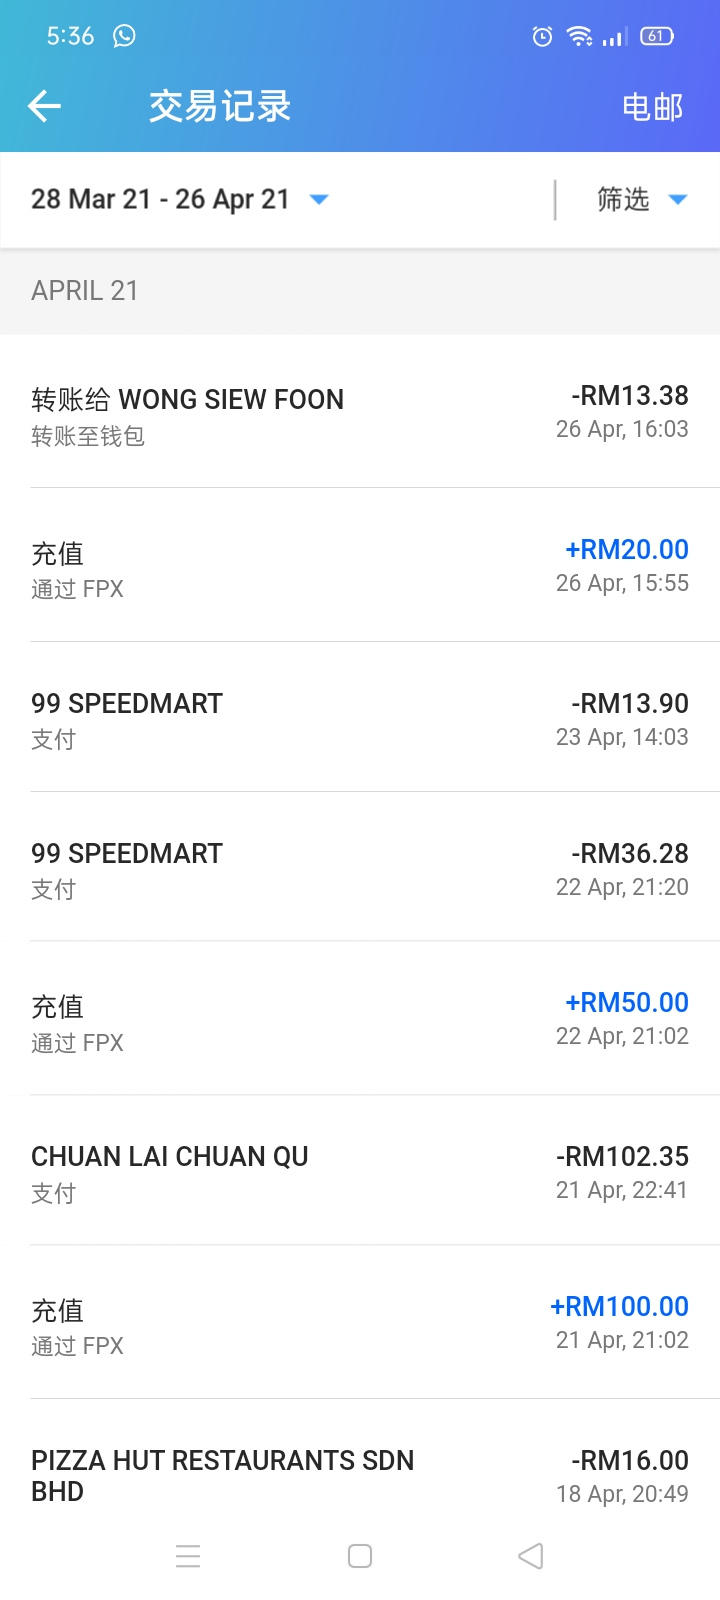 5:36
61
交易记录
电邮
28 Mar 21 - 26 Apr 21
筛选
APRIL 21
转账给 WONG SIEW FOON
-RM13.38
转账至钱包
26 Apr, 16:03
充值
+RM20.00
通过 FPX
26 Apr, 15:55
99 SPEEDMART
-RM13.90
支付
23 Apr, 14:03
99 SPEEDMART
-RM36.28
支付
22 Apr, 21:20
充值
+RM50.00
通过 FPX
22 Apr, 21:02
CHUAN LAI CHUAN QU
-RM102.35
支付
21 Apr, 22:41
充值
+RM100.00
通过 FPX
21 Apr, 21:02
PIZZA HUT RESTAURANTS SDN
BHD
-RM16.00
18 Apr, 20:49